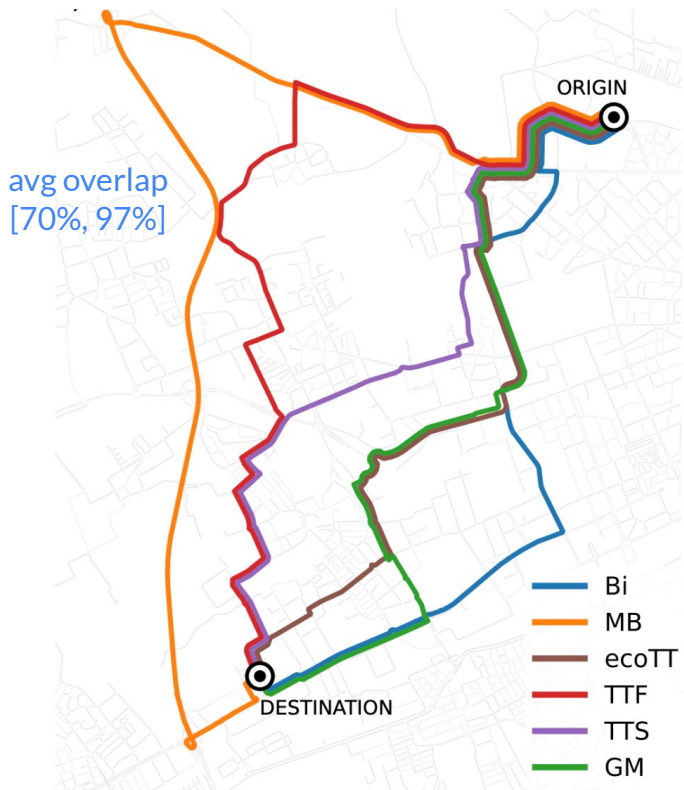 ORIGIN
avg overlap
[70%, 97%]
Bi
MB
ecoTT
TTF
TTS
GM
DESTINATION